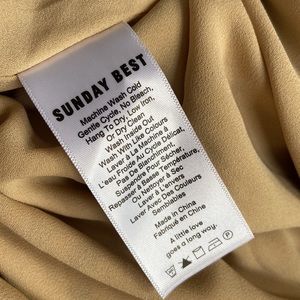 SUNDAY BEST
Machine Wash Cold
Gentle Cycle, No Bleach,
Hang To Dry, Low Iron,
Or Dry Clean
Wash Inside Out
Wash With Like Colours
Laver À La Machine À
L'eau Froide Au Cycle Délicat,
Pas De Blanchiment,
Suspendre Pour Sécher,
Repasser à Basse Température,
Ou Nettoyer à Sec
Laver À L'envers
Laver Avec Des Couleurs
Semblables
Made in China
Fabriqué en Chine
A little love
goes a long way.